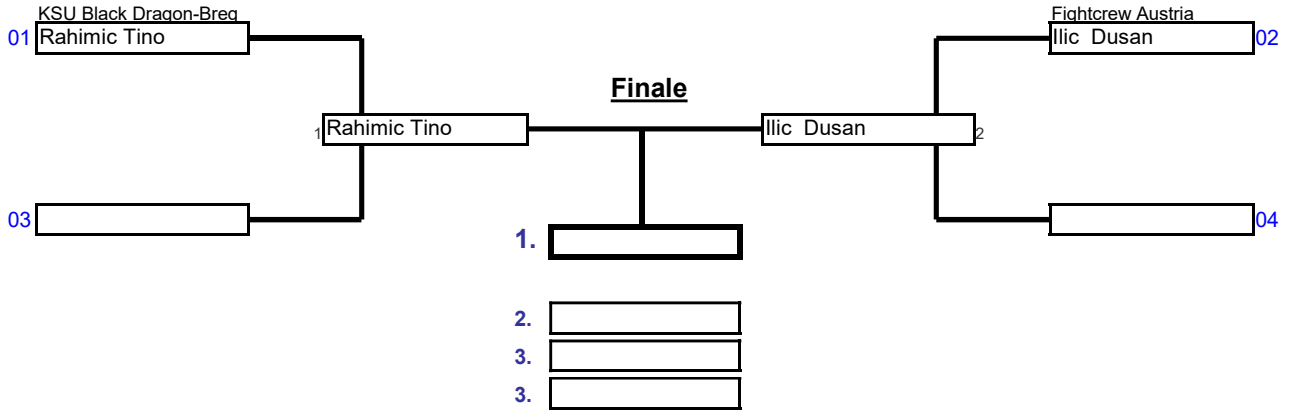 KSU Black Dragon-Breg
Fightcrew Austria
01 Rahimic Tino
Ilic Dusan 02
Finale
1 Rahimic Tino
Ilic Dusan 2
03
04
1.
2.
3.
3.